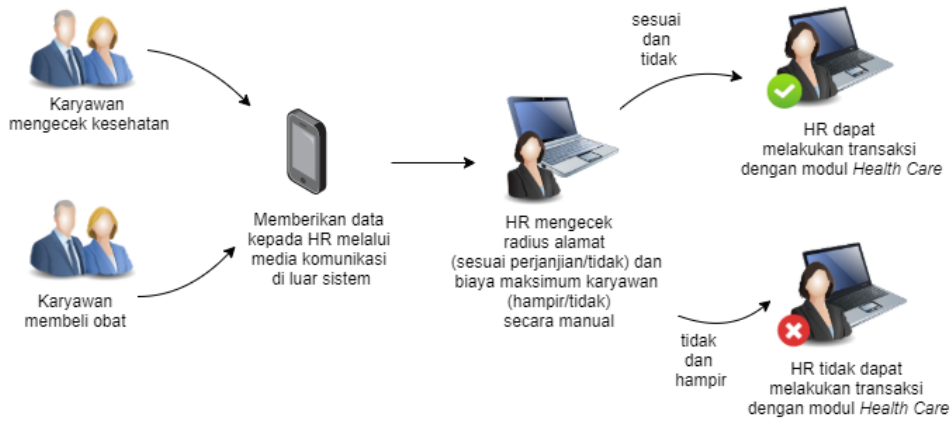 Karyawan
mengecek kesehatan
Karyawan
membeli obat
Memberikan data
kepada HR melalui
media komunikasi
di luar sistem
HR mengecek
radius alamat
(sesuai perjanjian/tidak) dan
biaya maksimum karyawan
(hampir/tidak)
secara manual
sesuai
dan
tidak
HR dapat
melakukan transaksi
dengan modul Health Care
tidak
dan
hampir
HR tidak dapat
melakukan transaksi
dengan modul Health Care